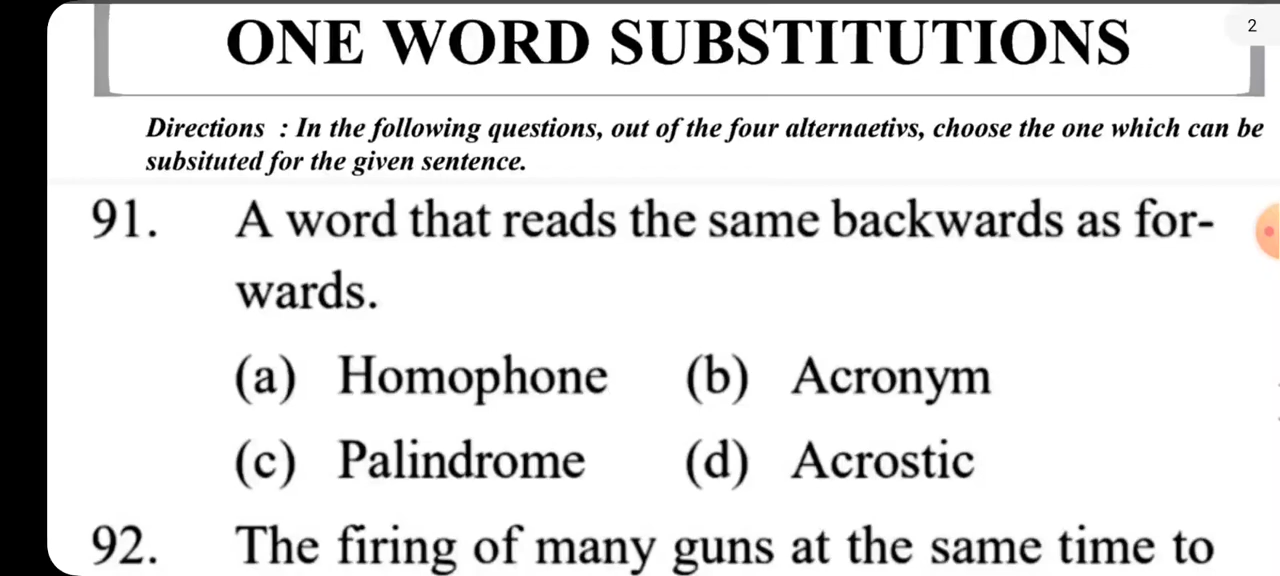 ONE WORD SUBSTITUTIONS
2
Directions : In the following questions, out of the four alternaetivs, choose the one which can be
subsituted for the given sentence.
91. A word that reads the same backwards as for-
wards.
(a) Homophone (b) Acronym
(c) Palindrome (d) Acrostic
92. The firing of many guns at the same time to